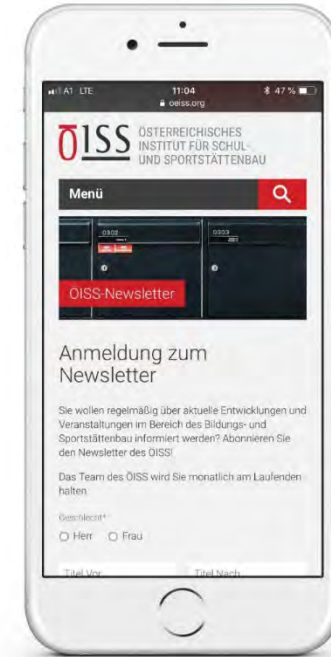 A1 LTE 11:04 47 %
oeiss.org
ÖISS ÖSTERREICHISCHES
INSTITUT FÜR SCHUL-
UND SPORTSTÄTTENBAU
Menü
0302
0303
ÖISS-Newsletter
Anmeldung zum
Newsletter
Sie wollen regelmäßig über aktuelle Entwicklungen und
Veranstaltungen im Bereich des Bildungs- und
Sportstättenbau informiert werden? Abonnieren Sie
den Newsletter des ÖISS!
Das Team des ÖISS wird Sie monatlich am Laufenden
halten.
Geschlecht*
Herr Frau
Titel Vor Titel Nach